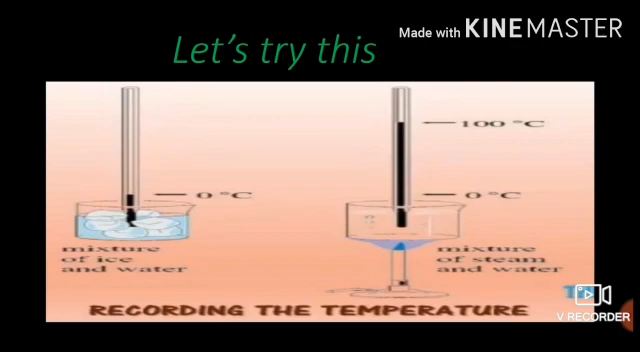 Made with KINEMASTER
Let's try this
100 °C
0 °C
0 °C
mixture
of ice
and water
mixture
of steam
and water
RECORDING THE TEMPERATURE
V RECORDER